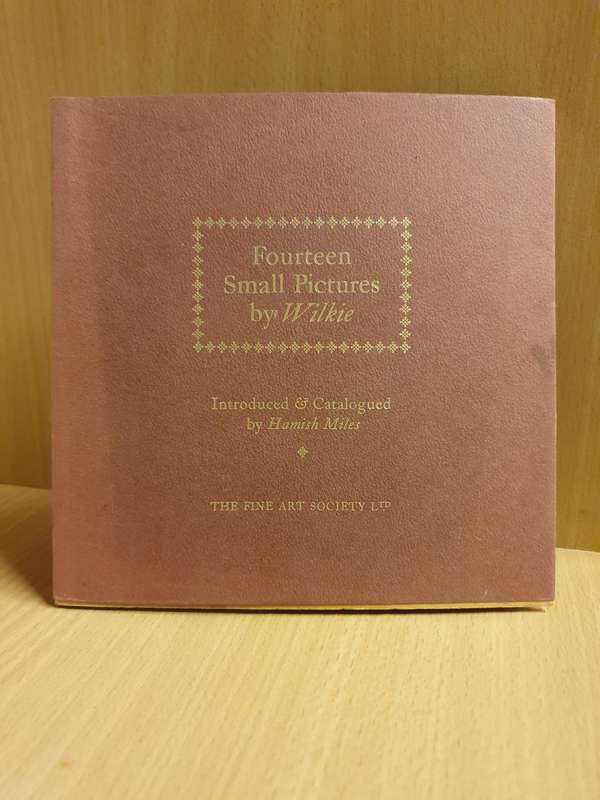 Fourteen
Small Pictures
by Wilkie
Introduced & Catalogued
by Hamish Miles
THE FINE ART SOCIETY LTD